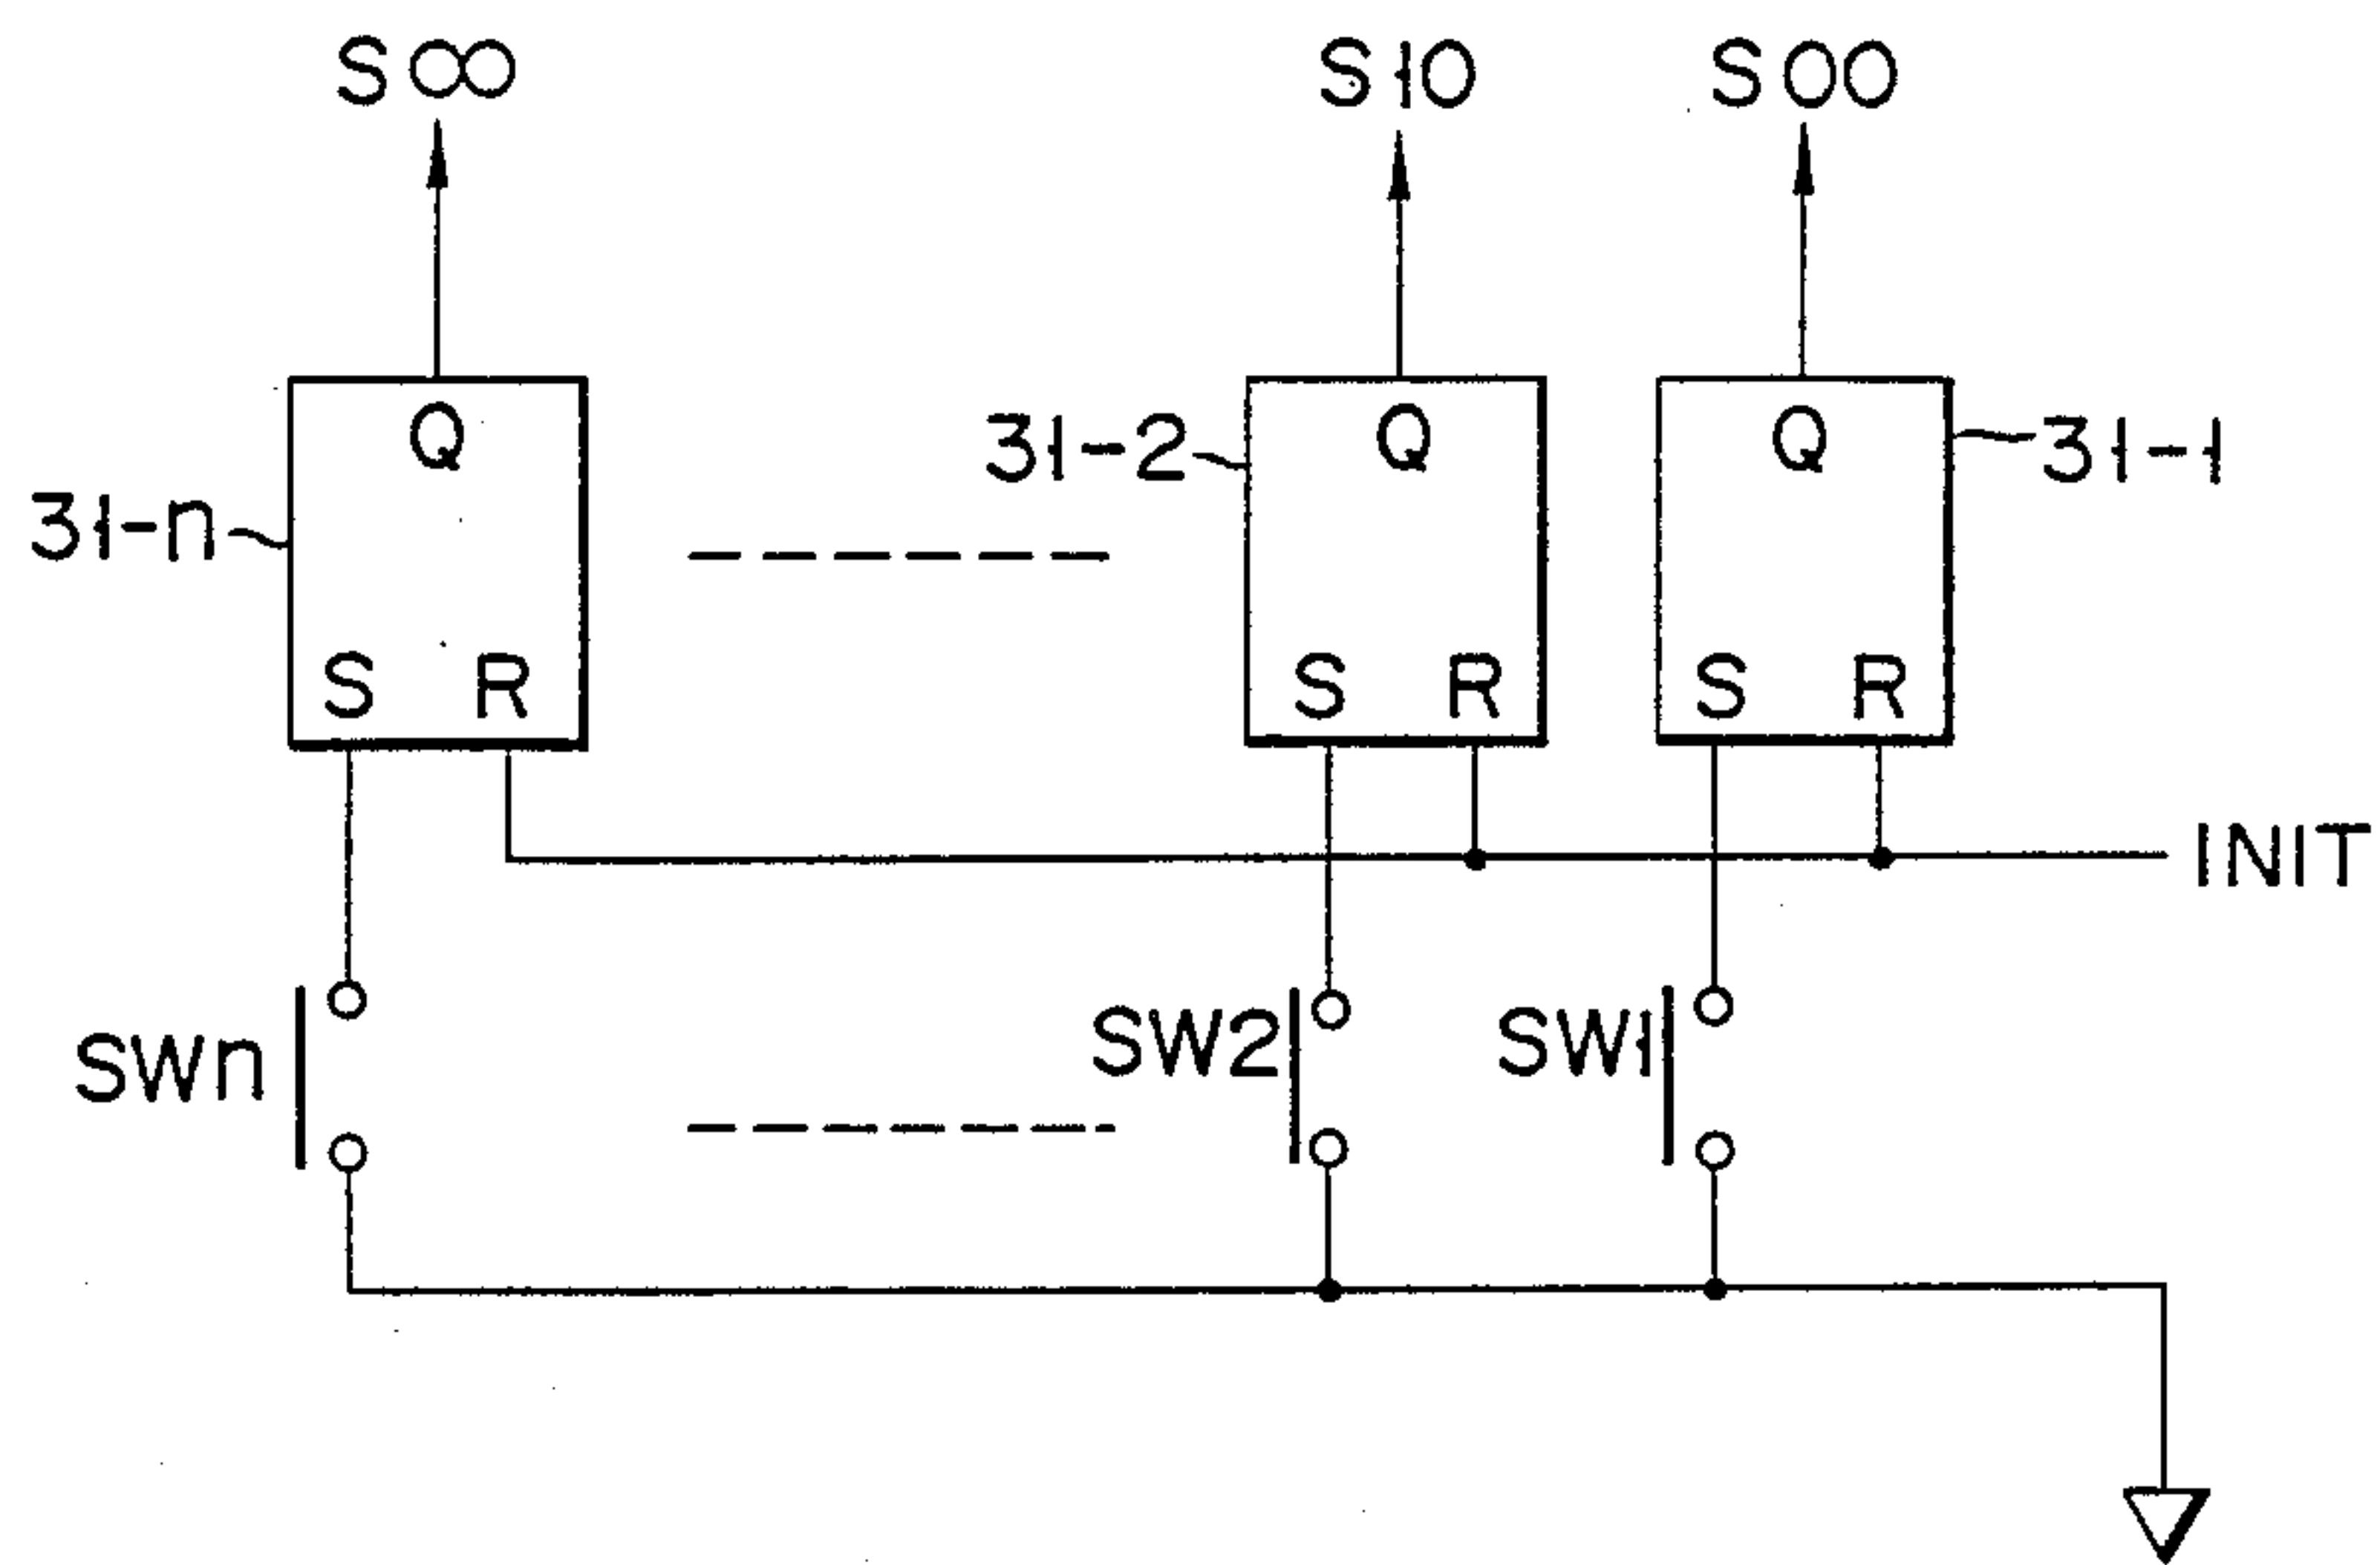 S∞ S10 S00
Q Q Q
31-n 31-2 31-1
S R S R S R
INIT
SWn SW2 SW1